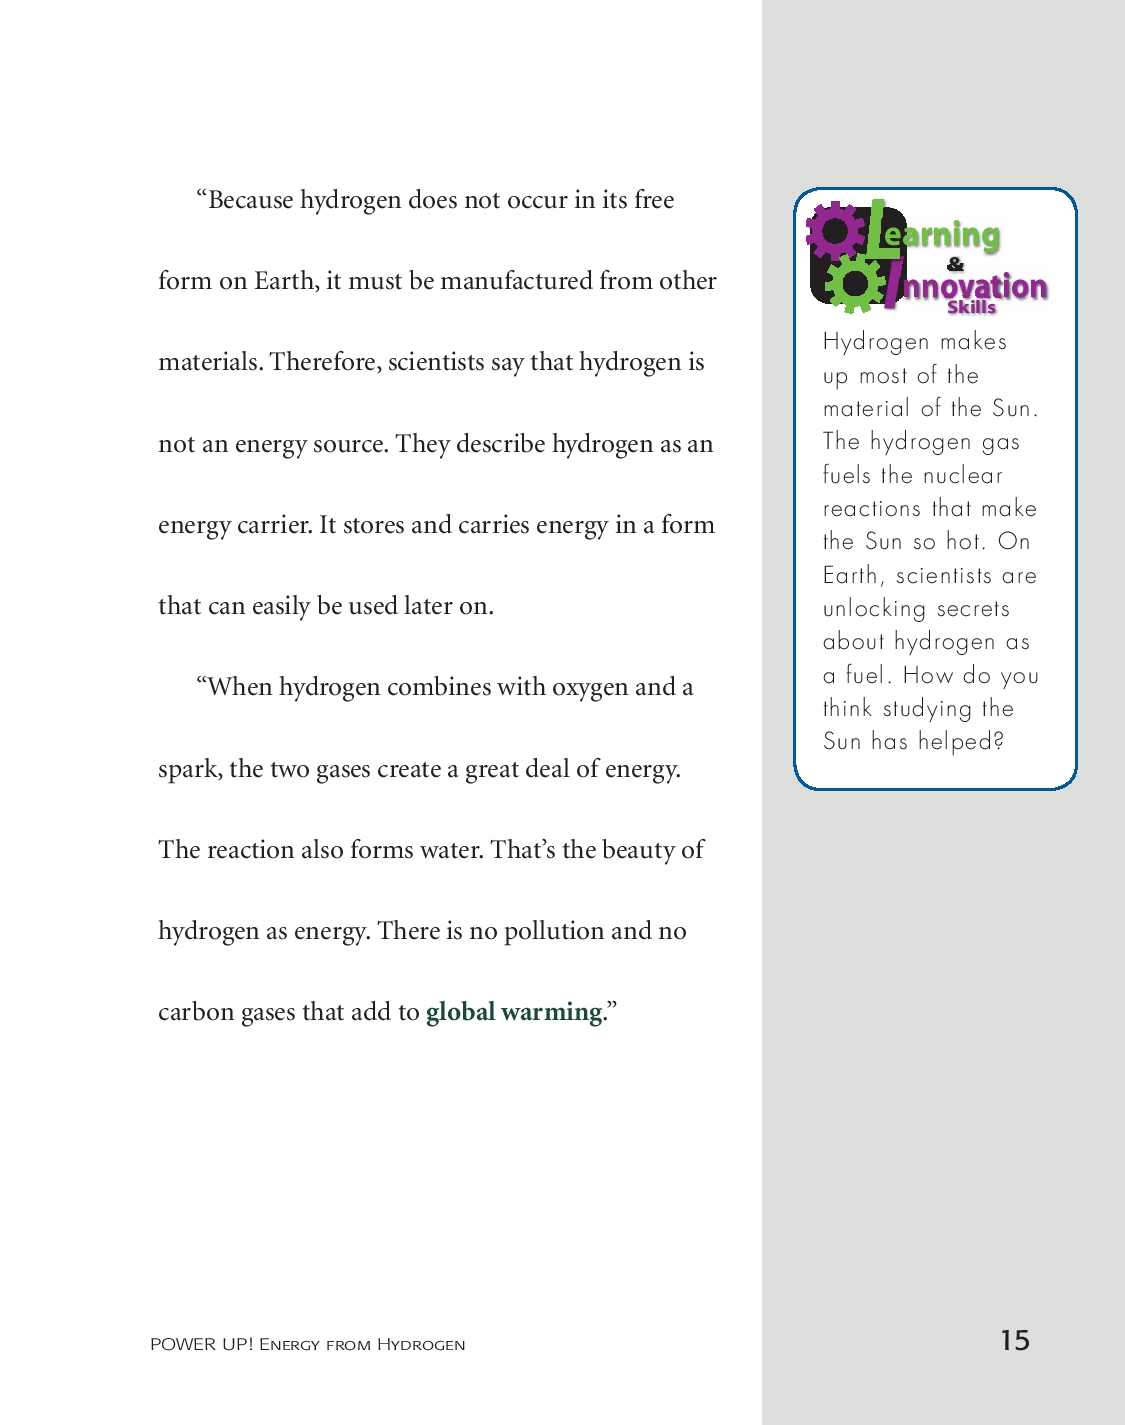 “Because hydrogen does not occur in its free
form on Earth, it must be manufactured from other
materials. Therefore, scientists say that hydrogen is
not an energy source. They describe hydrogen as an
energy carrier. It stores and carries energy in a form
that can easily be used later on.
“When hydrogen combines with oxygen and a
spark, the two gases create a great deal of energy.
The reaction also forms water. That’s the beauty of
hydrogen as energy. There is no pollution and no
carbon gases that add to global warming.”
Learning
&
Innovation
Skills
Hydrogen makes
up most of the
material of the Sun.
The hydrogen gas
fuels the nuclear
reactions that make
the Sun so hot. On
Earth, scientists are
unlocking secrets
about hydrogen as
a fuel. How do you
think studying the
Sun has helped?
POWER UP! Energy from Hydrogen
15